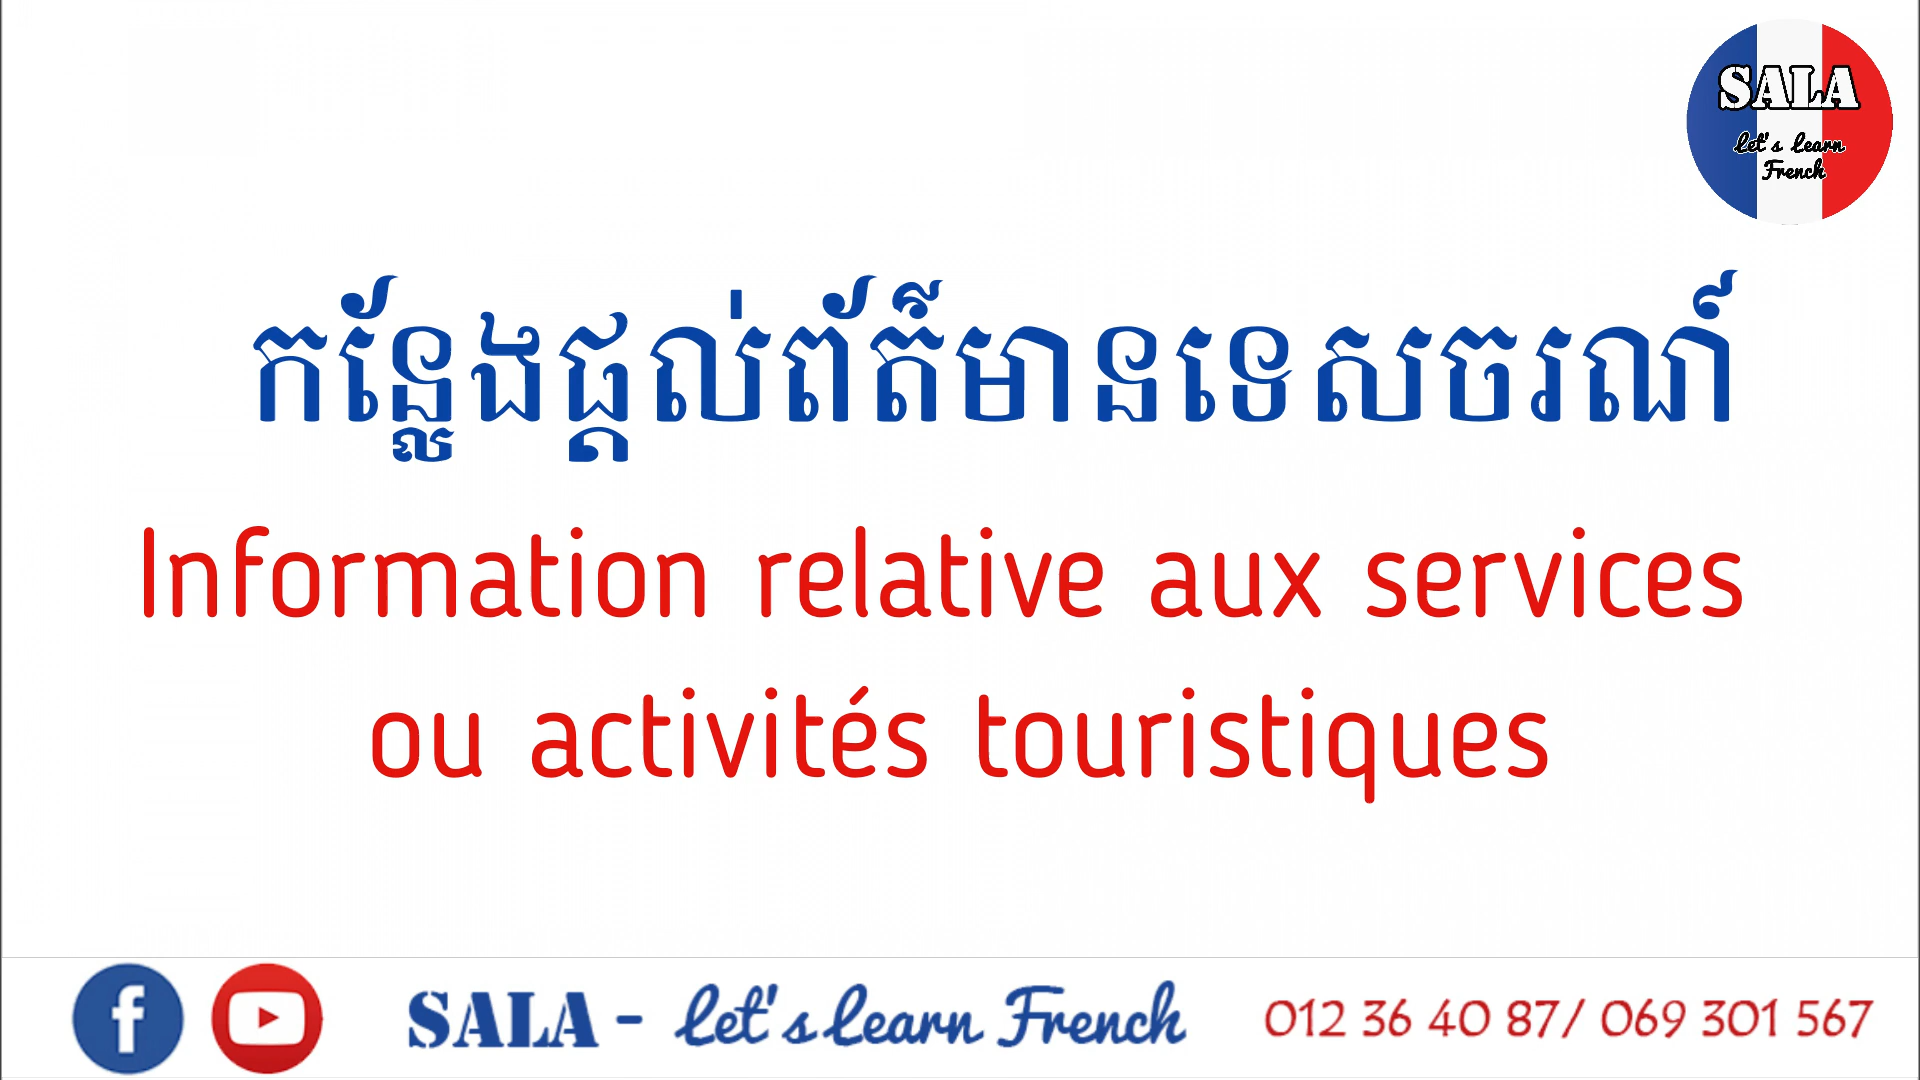 SALA
Let's Learn
French
កន្លែងផ្ដល់ព័ត៌មានទេសចរណ៍
Information relative aux services
ou activités touristiques
SALA - Let's Learn French 012 36 40 87/ 069 301 567